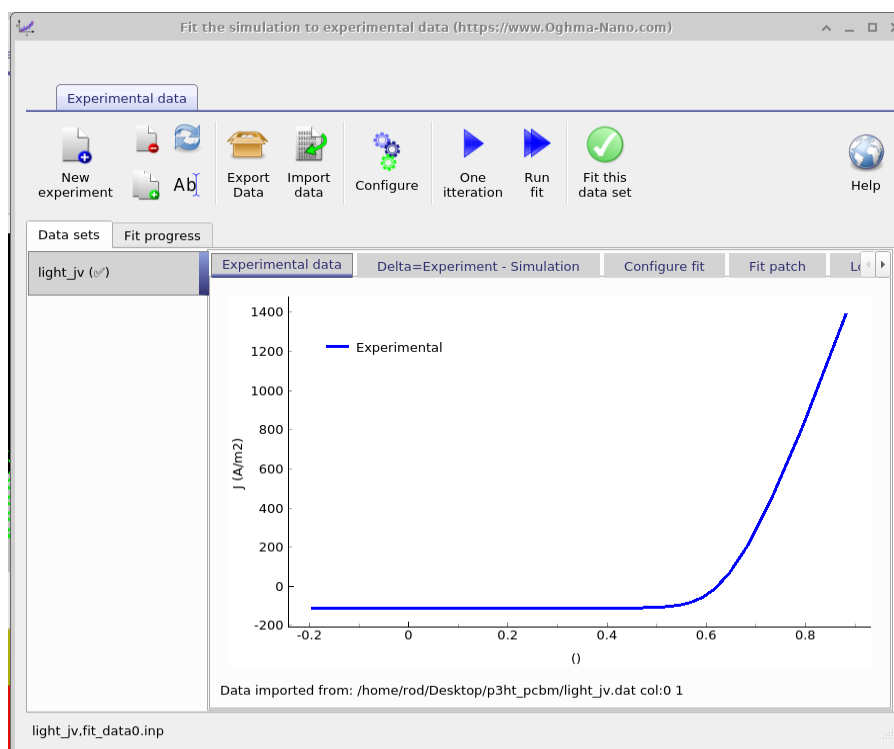 Fit the simulation to experimental data (https://www.Oghma-Nano.com)
Experimental data
New
experiment
Ab
Export
Data
Import
data
Configure
One
itteration
Run
fit
Fit this
data set
Help
Data sets
Fit progress
light_jv (✅)
Experimental data
Delta=Experiment - Simulation
Configure fit
Fit patch
1400
1200
1000
800
600
400
200
0
-200
J (A/m2)
Experimental
-0.2
0
0.2
0.4
0.6
0.8
()
Data imported from: /home/rod/Desktop/p3ht_pcbm/light_jv.dat col:0 1
light_jv,fit_data0.inp